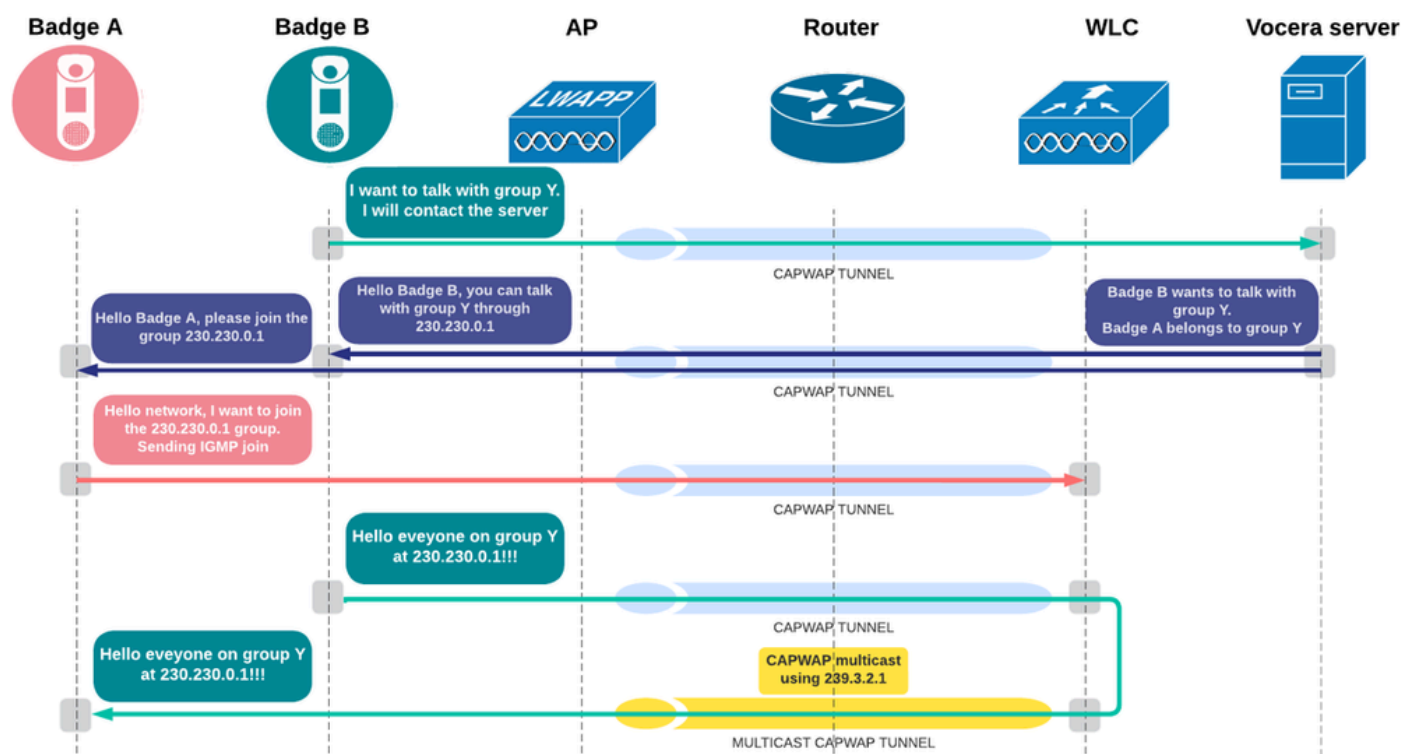 Badge A
Badge B
AP
Router
WLC
Vocera server
LWAPP
I want to talk with group Y.
I will contact the server
CAPWAP TUNNEL
Hello Badge A, please join the
group 230.230.0.1
Hello Badge B, you can talk
with group Y through
230.230.0.1
Badge B wants to talk with
group Y.
Badge A belongs to group Y
CAPWAP TUNNEL
Hello network, I want to join
the 230.230.0.1 group.
Sending IGMP join
CAPWAP TUNNEL
Hello eveyone on group Y
at 230.230.0.1!!!
CAPWAP TUNNEL
Hello eveyone on group Y
at 230.230.0.1!!!
CAPWAP multicast
using 239.3.2.1
MULTICAST CAPWAP TUNNEL